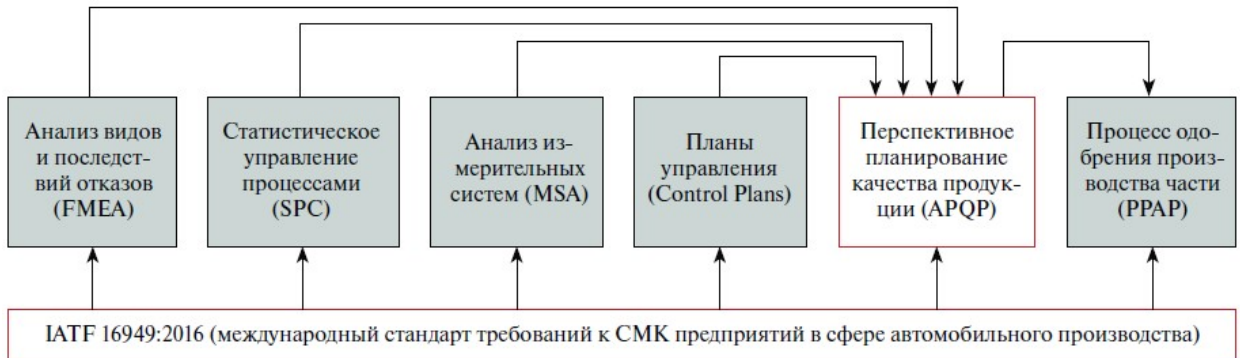 Анализ видов
и последст-
вий отказов
(FMEA)
Статистическое
управление
процессами
(SPC)
Анализ из-
мерительных
систем (MSA)
Планы
управления
(Control Plans)
Перспективное
планирование
качества продук-
ции (APQP)
Процесс одо-
брения произ-
водства части
(PPAP)
IATF 16949:2016 (международный стандарт требований к СМК предприятий в сфере автомобильного производства)